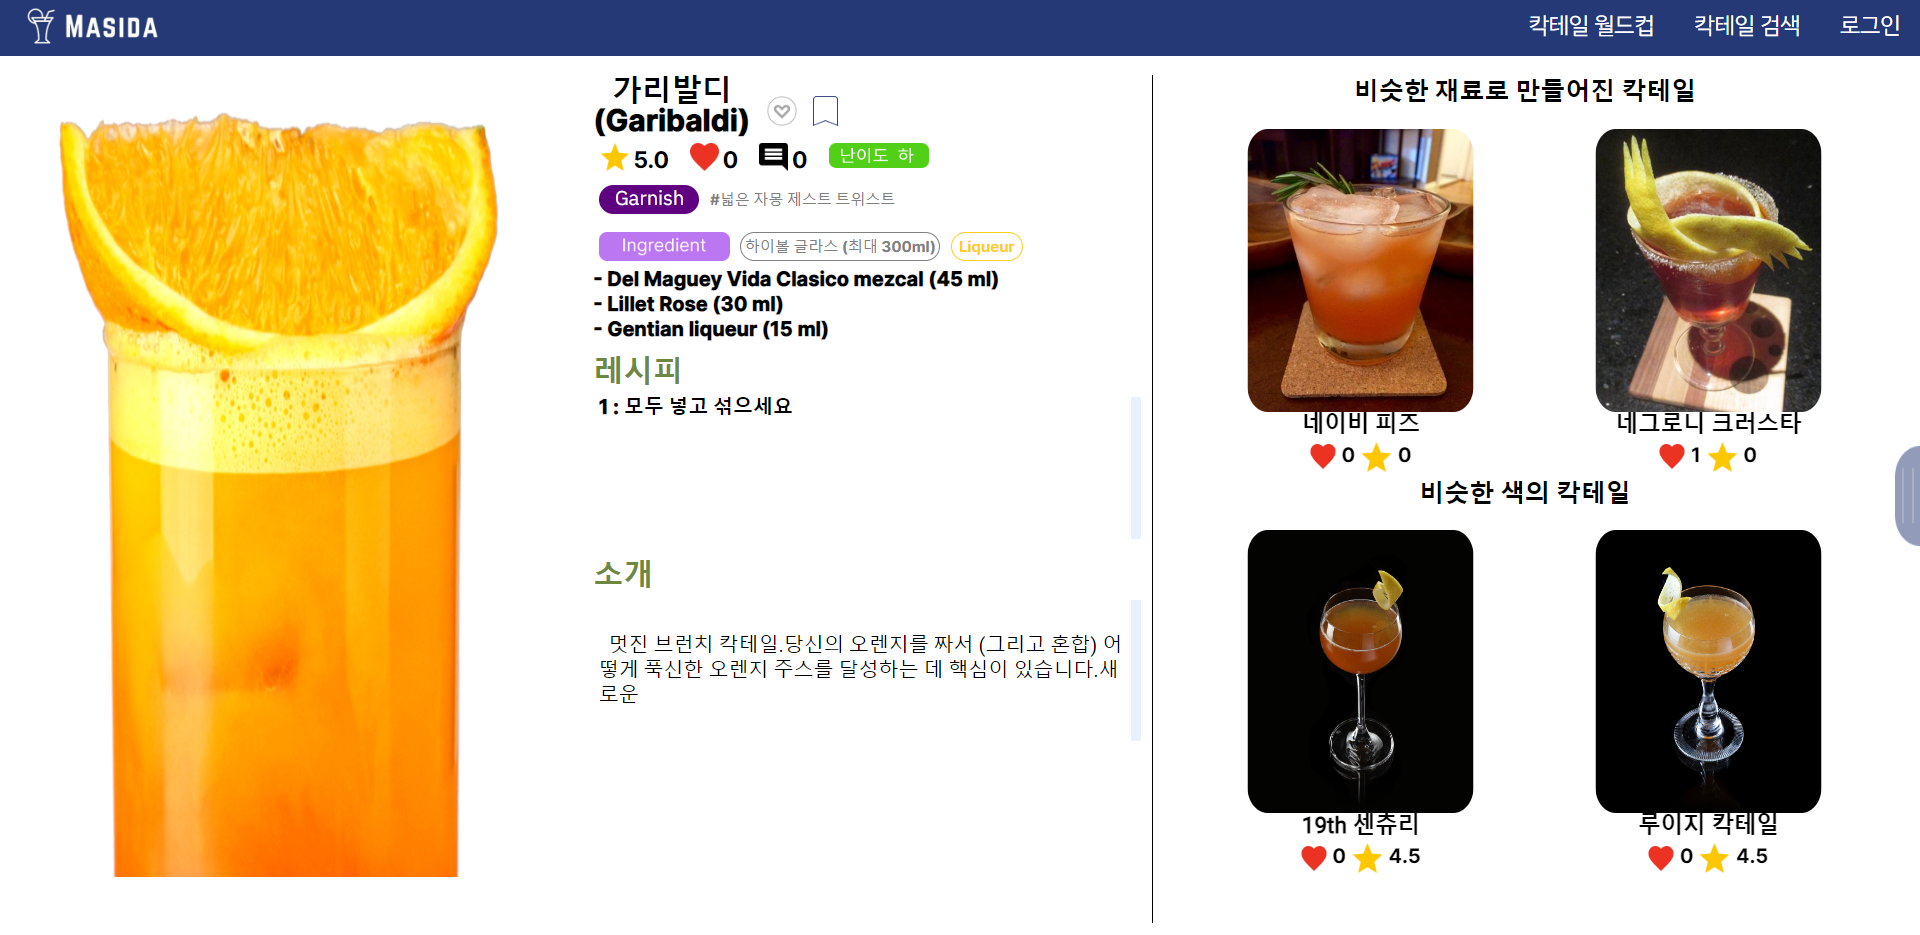 MASIDA
칵테일 월드컵
칵테일 검색
로그인
가리발디
(Garibaldi)
5.0
0
0
난이도 하
Garnish
#넓은 자몽 제스트 트위스트
Ingredient
하이볼 글라스 (최대 300ml)
Liqueur
- Del Maguey Vida Clasico mezcal (45 ml)
- Lillet Rose (30 ml)
- Gentian liqueur (15 ml)
레시피
1 : 모두 넣고 섞으세요
소개
멋진 브런치 칵테일.당신의 오렌지를 짜서 (그리고 혼합) 어
떻게 푹신한 오렌지 주스를 달성하는 데 핵심이 있습니다.새
로운
비슷한 재료로 만들어진 칵테일
네이비 피즈
0
0
네그로니 크러스타
1
0
비슷한 색의 칵테일
19th 센츄리
0
4.5
루이지 칵테일
0
4.5